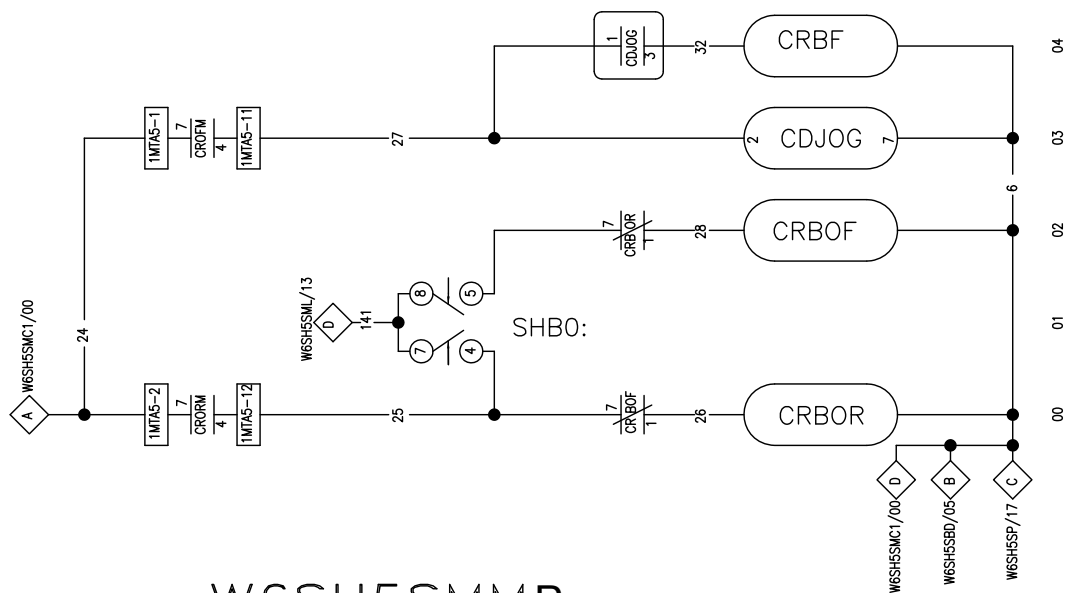 1
CDJOG
3
32
CRBF
04
1MTA5-1
7
CROFM
4
1MTA5-11
27
2
CDJOG
7
03
6
7
CRBOR
1
28
CRBOF
02
W6SH5SMC1/00
A
24
W6SH5SML/13
D
141
8
5
7
4
SHBO:
01
1MTA5-2
7
CRORM
4
1MTA5-12
25
7
CRBOF
1
26
CRBOR
00
D
W6SH5SMC1/00
B
W6SH5SBD/05
C
W6SH5SP/17